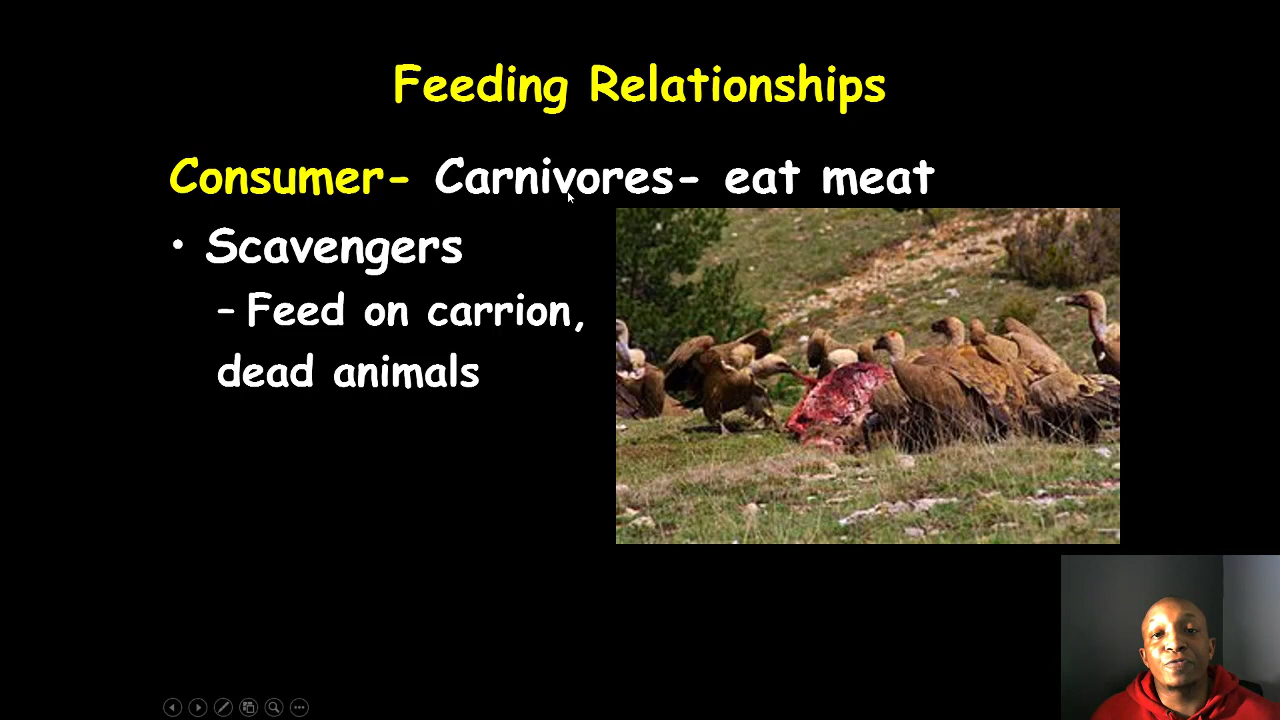 Feeding Relationships
Consumer- Carnivores- eat meat
• Scavengers
– Feed on carrion,
dead animals